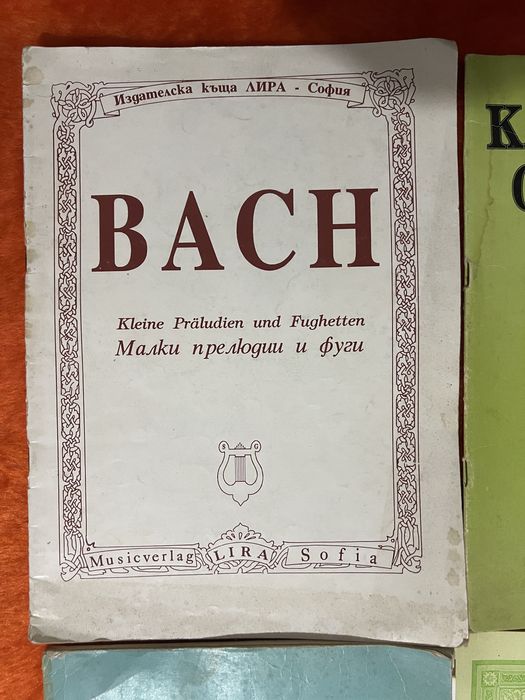 Издателска къща ЛИРА - София
BACH
Kleine Präludien und Fughetten
Малки прелюдии и фуги
S G
Musicverlag LIRA Sofia